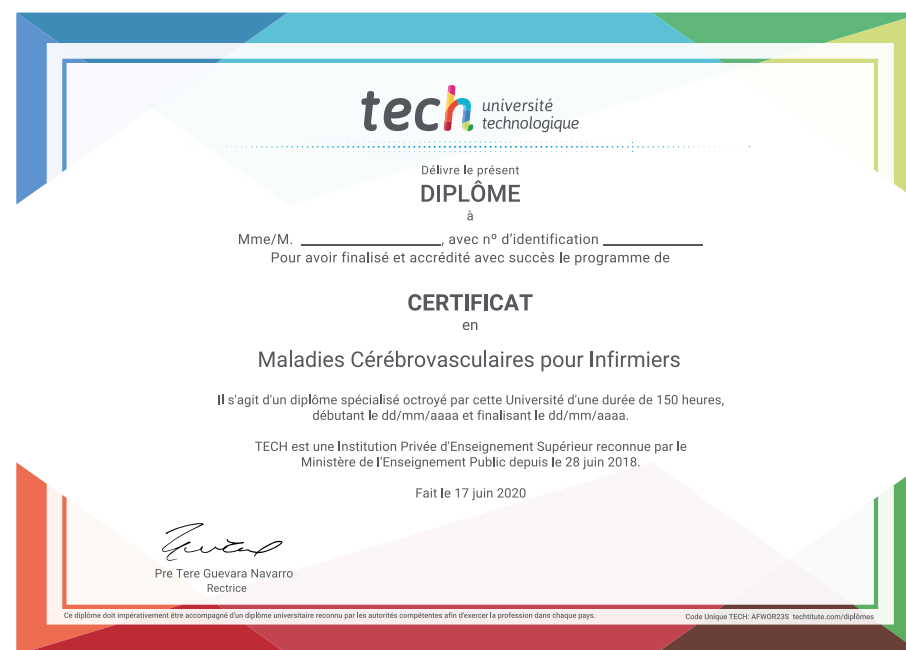 tech université
technologique
Délivre le présent
DIPLÔME
à
Mme/M. ____________________, avec nº d'identification ______________
Pour avoir finalisé et accrédité avec succès le programme de
CERTIFICAT
en
Maladies Cérébrovasculaires pour Infirmiers
Il s'agit d'un diplôme spécialisé octroyé par cette Université d'une durée de 150 heures,
débutant le dd/mm/aaaa et finalisant le dd/mm/aaaa.
TECH est une Institution Privée d'Enseignement Supérieur reconnue par le
Ministère de l'Enseignement Public depuis le 28 juin 2018.
Fait le 17 juin 2020
Pre Tere Guevara Navarro
Rectrice
Ce diplôme doit impérativement être accompagné d'un diplôme universitaire reconnu par les autorités compétentes afin d'exercer la profession dans chaque pays.
Code Unique TECH: AFWOR23S techtitute.com/diplômes